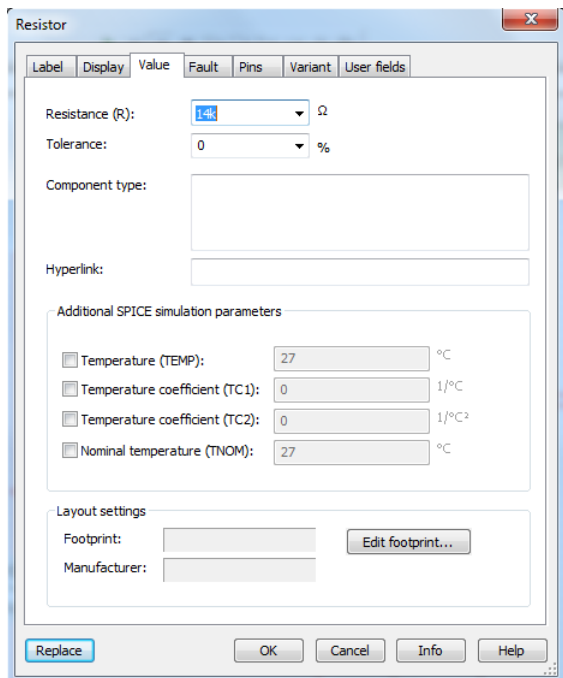 Resistor
Label Display Value Fault Pins Variant User fields
Resistance (R): 14k Ω
Tolerance: 0 %
Component type:
Hyperlink:
Additional SPICE simulation parameters
Temperature (TEMP): 27 °C
Temperature coefficient (TC1): 0 1/°C
Temperature coefficient (TC2): 0 1/°C²
Nominal temperature (TNOM): 27 °C
Layout settings
Footprint: Edit footprint...
Manufacturer:
Replace OK Cancel Info Help